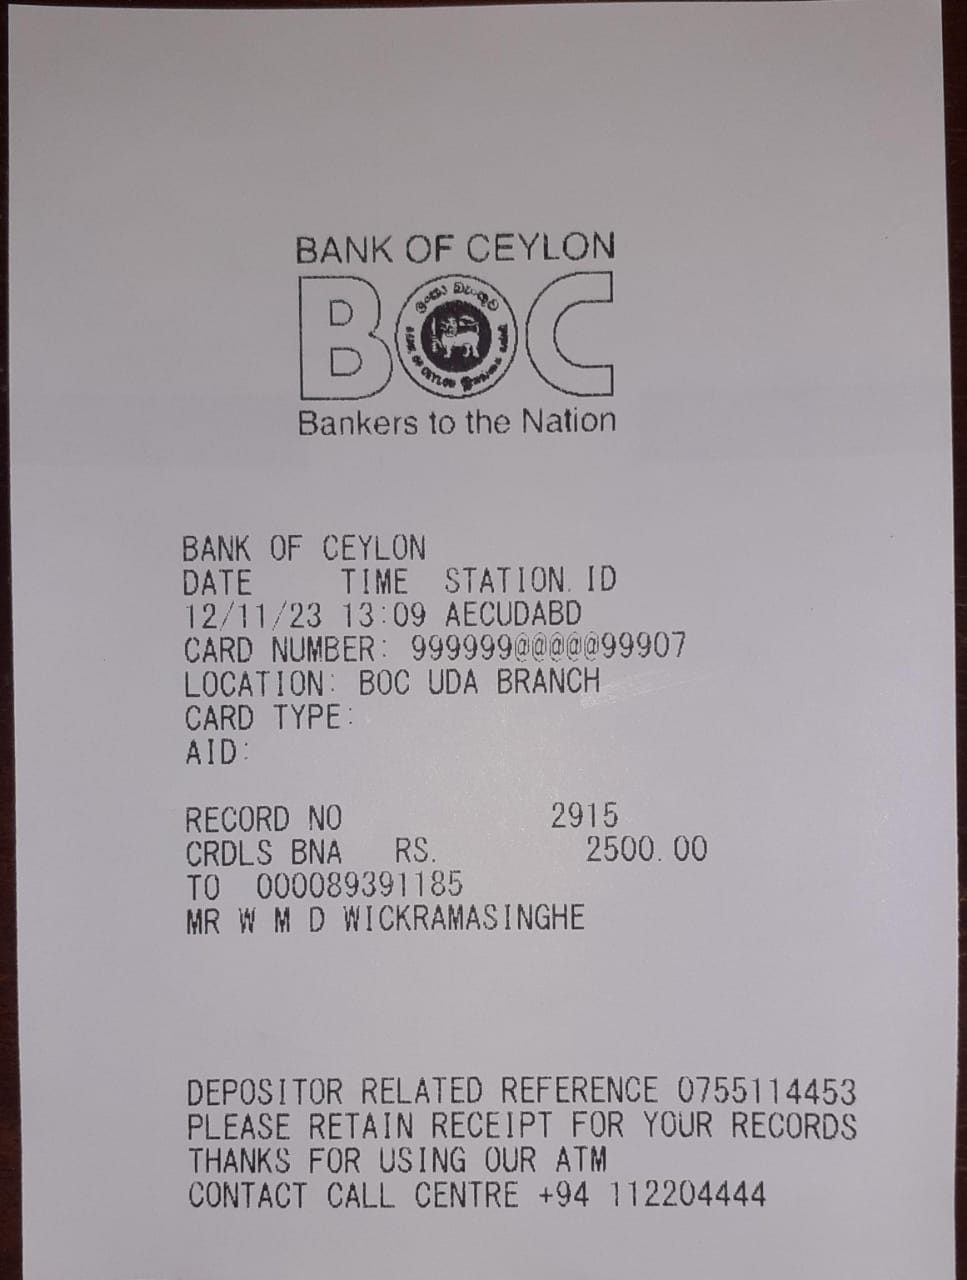 BANK OF CEYLON
BOC
Bankers to the Nation
BANK OF CEYLON
DATE TIME STATION ID
12/11/23 13:09 AECUDABD
CARD NUMBER: 999999@@@@@99907
LOCATION: BOC UDA BRANCH
CARD TYPE:
AID:
RECORD NO 2915
CRDLS BNA RS. 2500.00
TO 000089391185
MR W M D WICKRAMASINGHE
DEPOSITOR RELATED REFERENCE 0755114453
PLEASE RETAIN RECEIPT FOR YOUR RECORDS
THANKS FOR USING OUR ATM
CONTACT CALL CENTRE +94 112204444